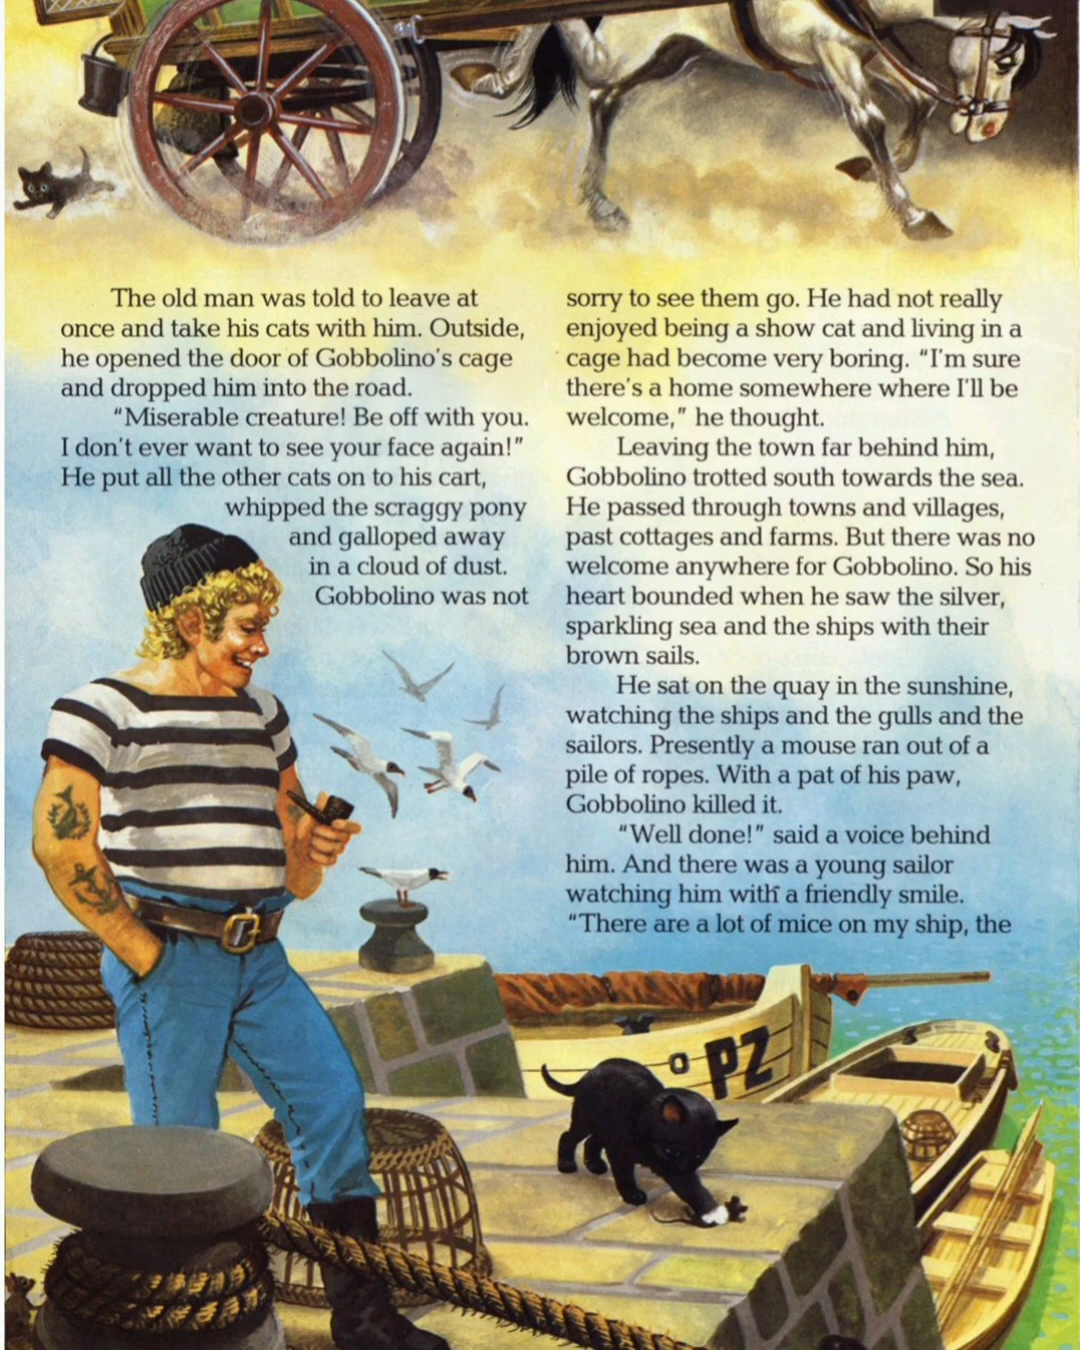 The old man was told to leave at
once and take his cats with him. Outside,
he opened the door of Gobbolino's cage
and dropped him into the road.
“Miserable creature! Be off with you.
I don't ever want to see your face again!”
He put all the other cats on to his cart,
whipped the scraggy pony
and galloped away
in a cloud of dust.
Gobbolino was not
sorry to see them go. He had not really
enjoyed being a show cat and living in a
cage had become very boring. “I'm sure
there's a home somewhere where I'll be
welcome,” he thought.
Leaving the town far behind him,
Gobbolino trotted south towards the sea.
He passed through towns and villages,
past cottages and farms. But there was no
welcome anywhere for Gobbolino. So his
heart bounded when he saw the silver,
sparkling sea and the ships with their
brown sails.
He sat on the quay in the sunshine,
watching the ships and the gulls and the
sailors. Presently a mouse ran out of a
pile of ropes. With a pat of his paw,
Gobbolino killed it.
“Well done!” said a voice behind
him. And there was a young sailor
watching him with a friendly smile.
“There are a lot of mice on my ship, the
PZ